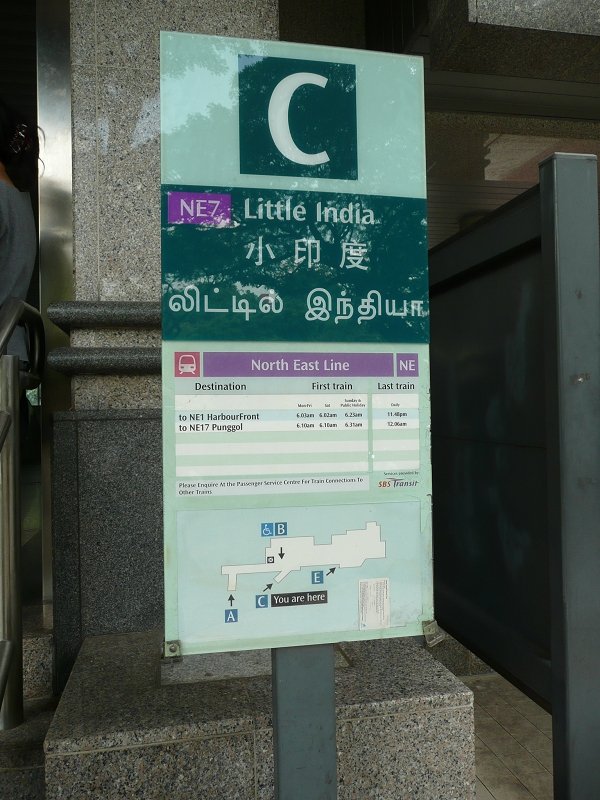 C
NE7 Little India
小印度
லிட்டில் இந்தியா
North East Line NE
Destination First train Last train
Mon-Fri Sat Sunday & Public Holiday Daily
to NE1 HarbourFront 6.03am 6.02am 6.23am 11.48pm
to NE17 Punggol 6.10am 6.10am 6.31am 12.06am
Please Enquire At the Passenger Service Centre For Train Connections To
Other Trains
Services provided by
SBS Transit
B
E
C You are here
A